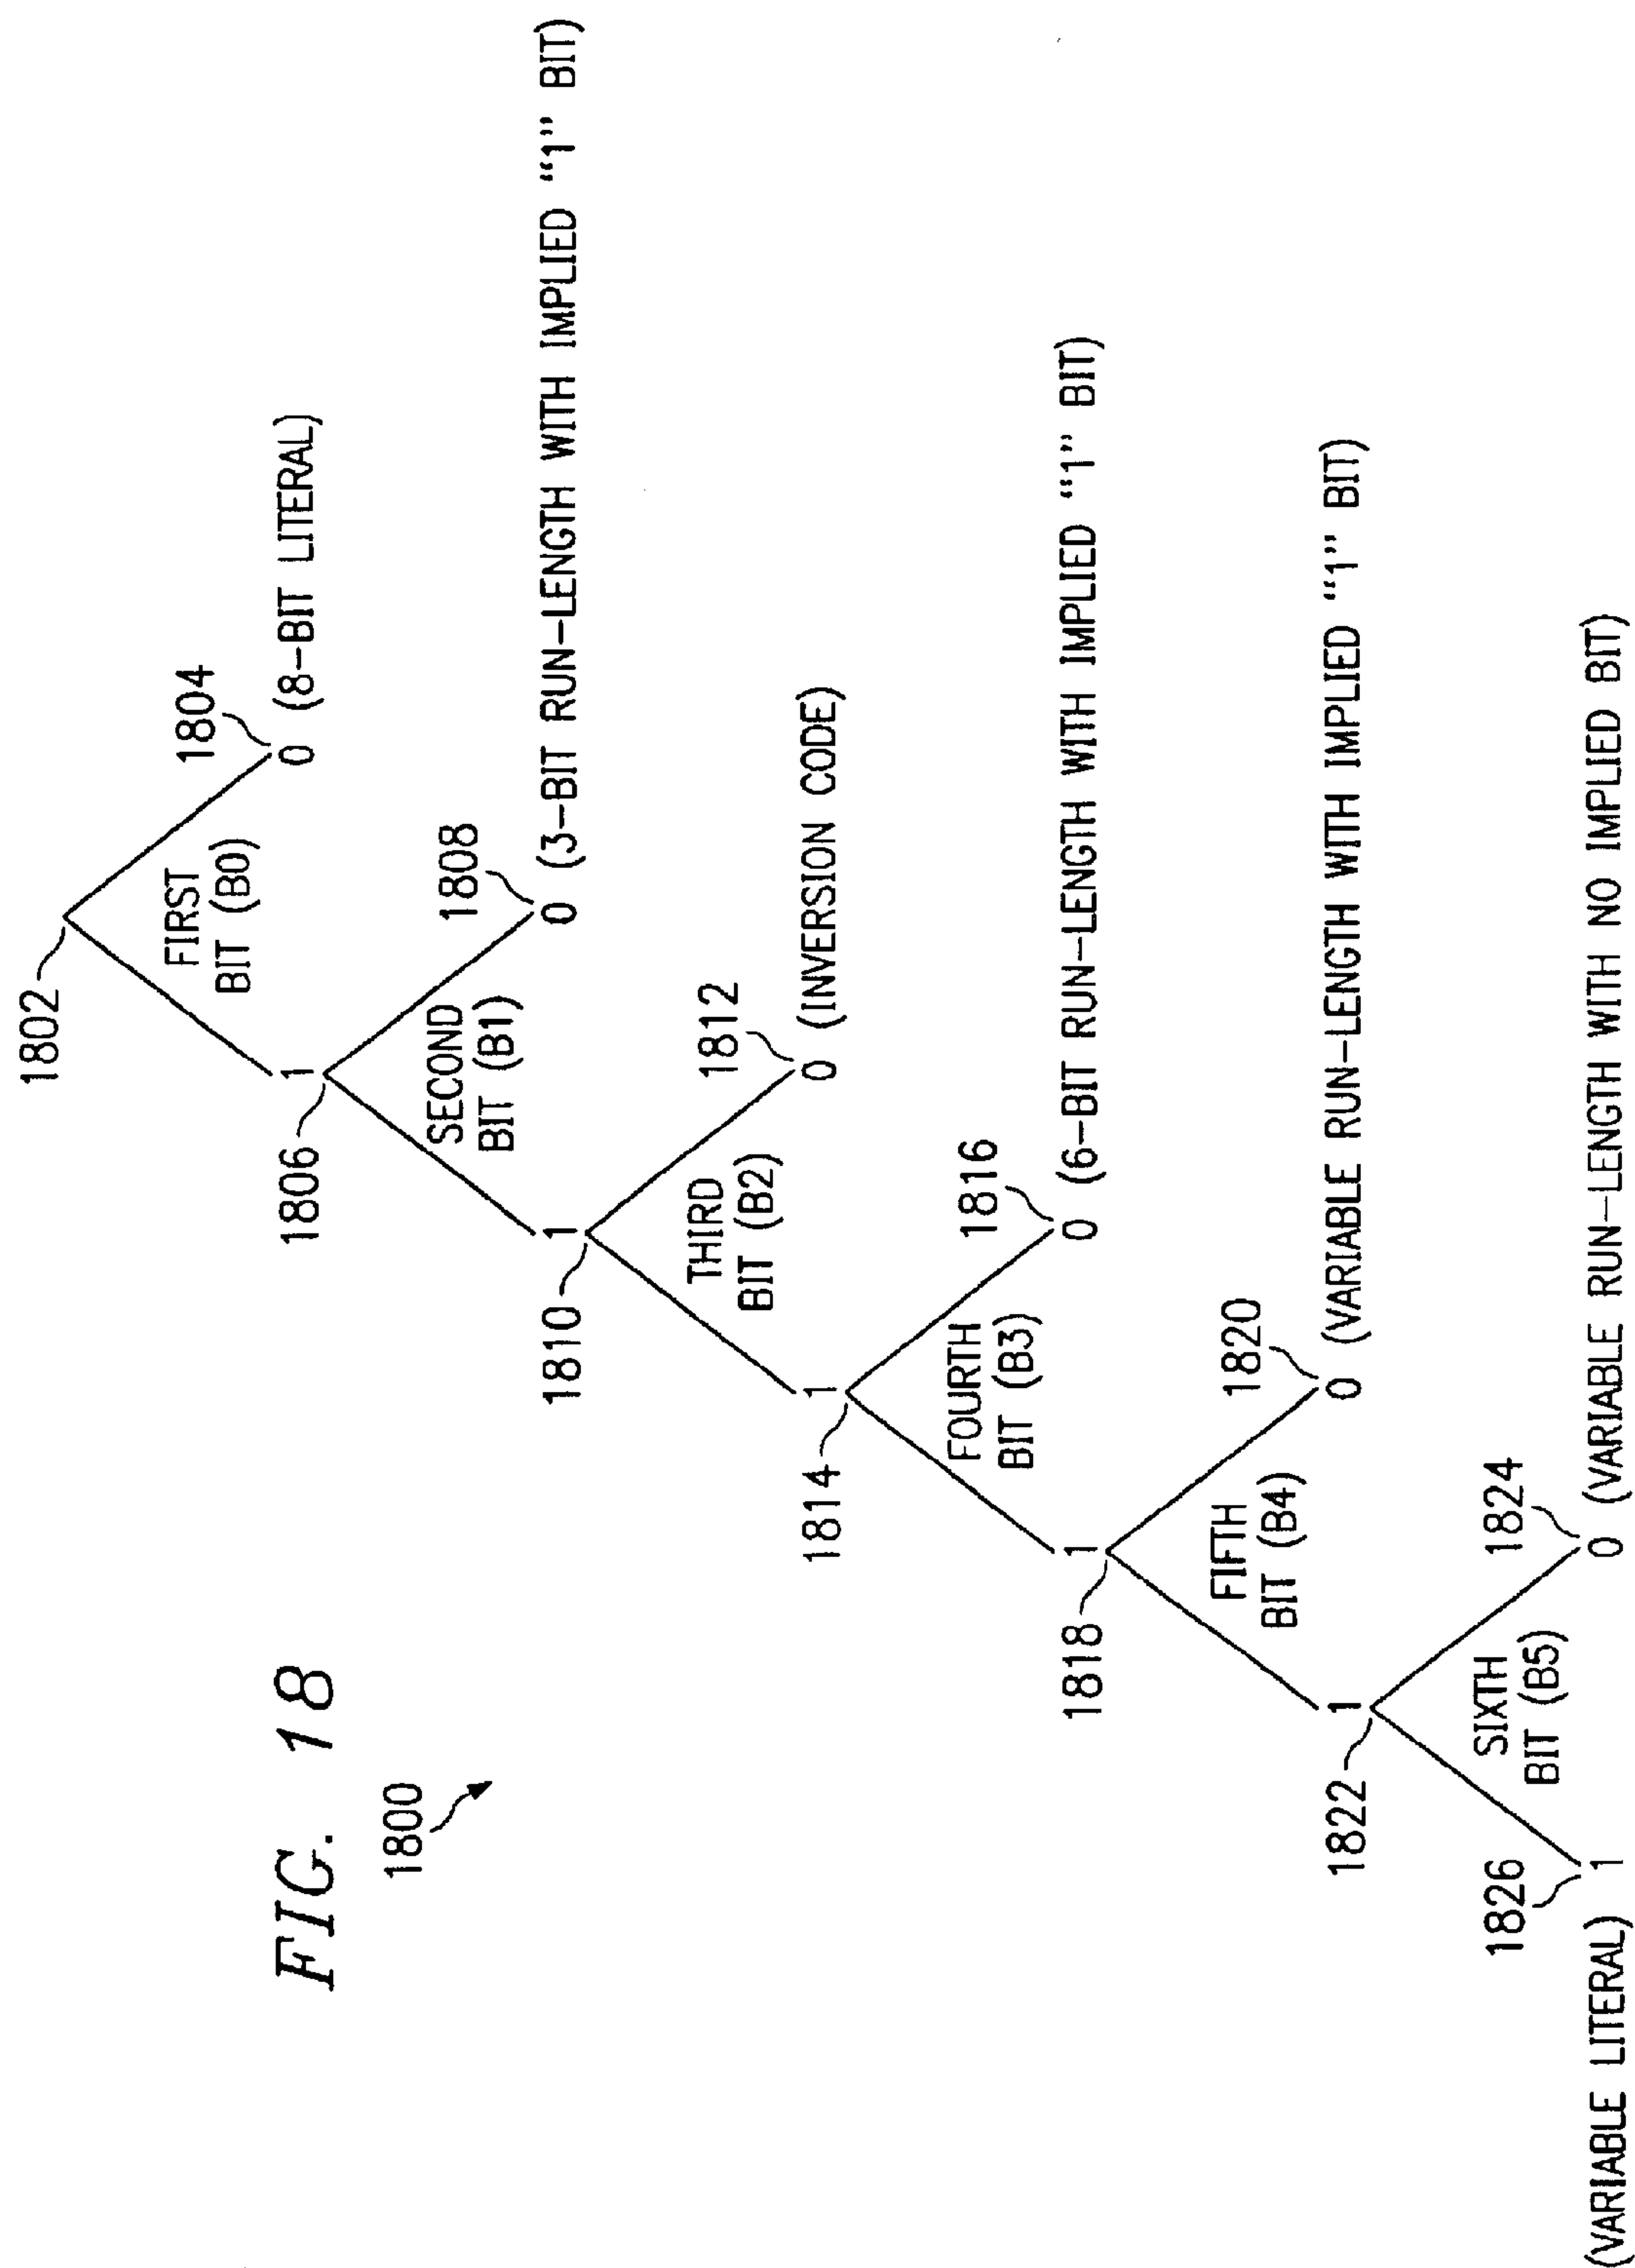 FIG. 18
1800
1802
FIRST
BIT (B0)
1804
0 (8-BIT LITERAL)
1
1806
SECOND
BIT (B1)
1808
0 (3-BIT RUN-LENGTH WITH IMPLIED "1" BIT)
1
1810
THIRD
BIT (B2)
1812
0 (INVERSION CODE)
1
1814
FOURTH
BIT (B3)
1816
0 (6-BIT RUN-LENGTH WITH IMPLIED "1" BIT)
1
1818
FIFTH
BIT (B4)
1820
0 (VARIABLE RUN-LENGTH WITH IMPLIED "1" BIT)
1
1822
SIXTH
BIT (B5)
1826
1824
(VARIABLE LITERAL) 1
0 (VARIABLE RUN-LENGTH WITH NO IMPLIED BIT)